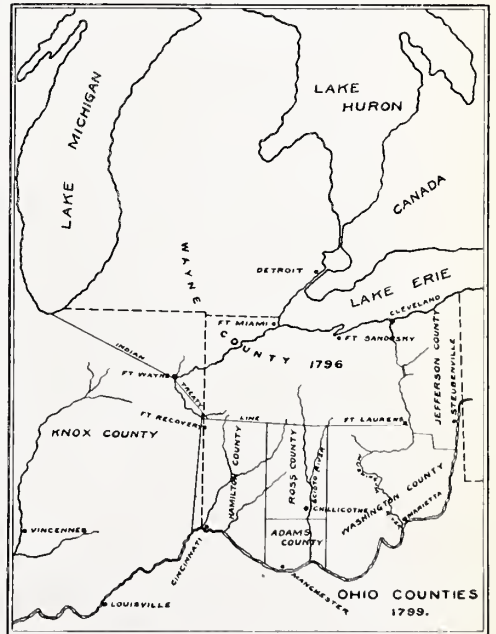 LAKE MICHIGAN
LAKE
HURON
CANADA
WAYNE
DETROIT
LAKE ERIE
CLEVELAND
FT MIAMI
FT SANDUSKY
COUNTY 1796
INDIAN
FT WAYNE
TREATY
JEFFERSON COUNTY
STEUBENVILLE
FT RECOVERY
LINE
FT LAURENS
KNOX COUNTY
HAMILTON COUNTY
ROSS COUNTY
SCIOTO RIVER
CHILLICOTHE
WASHINGTON COUNTY
MARIETTA
VINCENNES
CINCINNATI
ADAMS
COUNTY
MANCHESTER
LOUISVILLE
OHIO COUNTIES
1799.